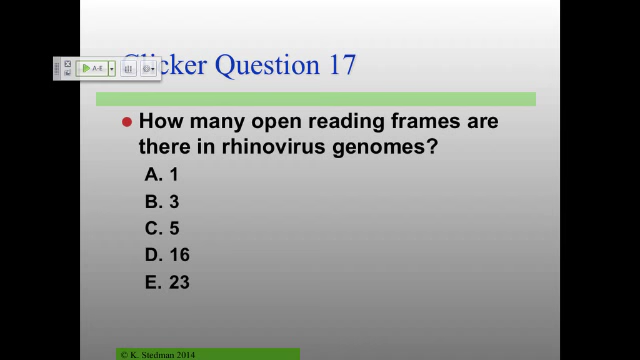 Clicker Question 17
A-E
How many open reading frames are
there in rhinovirus genomes?
A. 1
B. 3
C. 5
D. 16
E. 23
© K. Stedman 2014